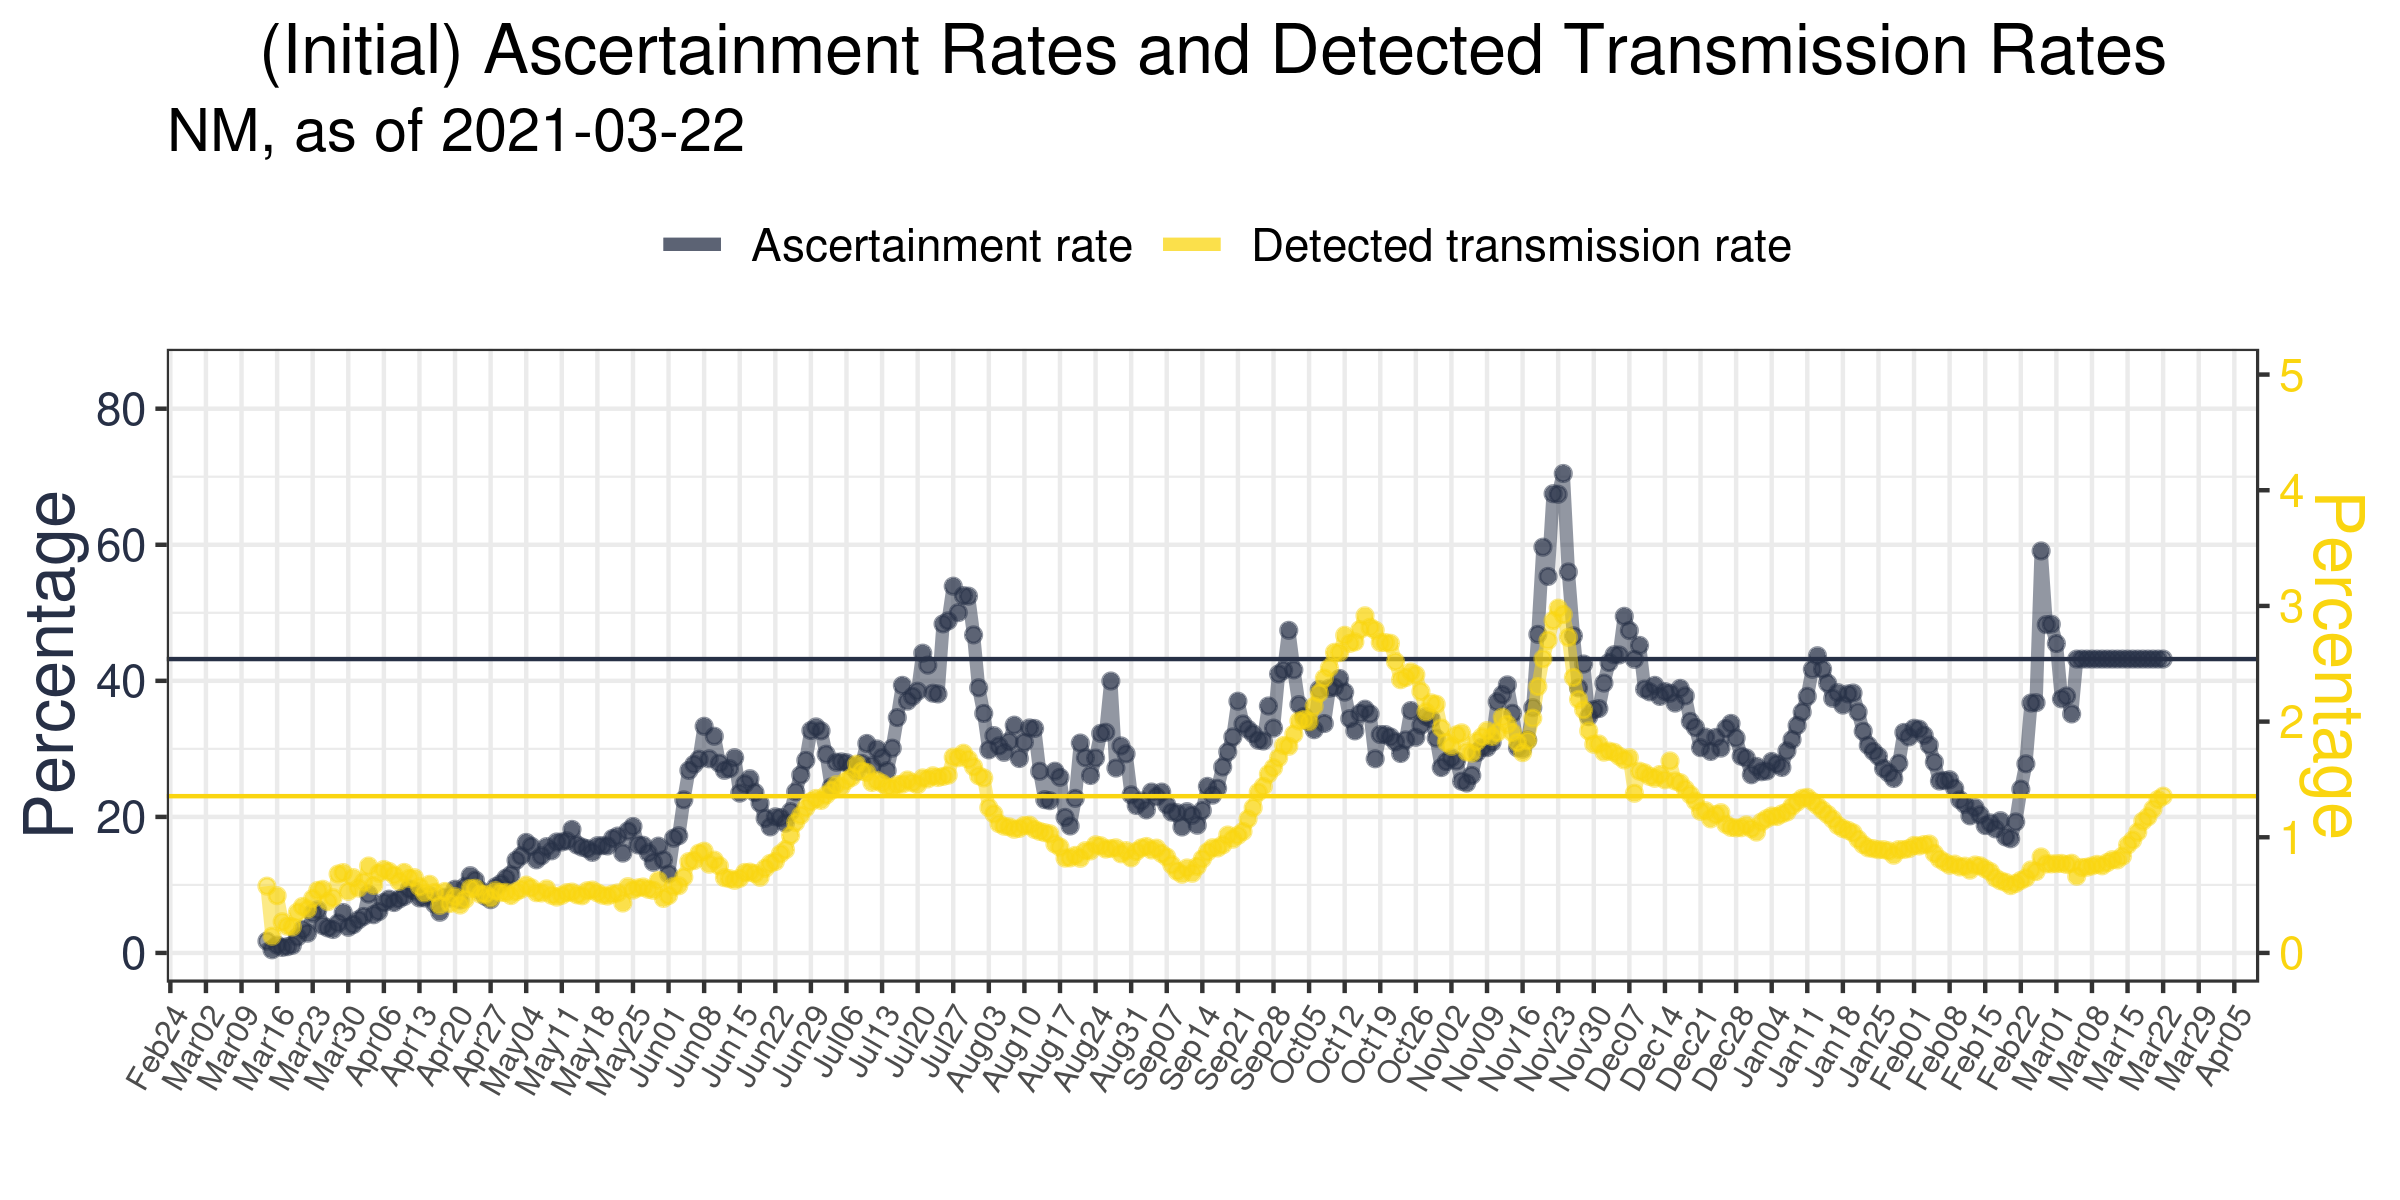 (Initial) Ascertainment Rates and Detected Transmission Rates
NM, as of 2021-03-22
Ascertainment rate Detected transmission rate
Percentage
80
60
40
20
0
5
4
3
2
1
0
Percentage
Feb24 Mar02 Mar09 Mar16 Mar23 Mar30 Apr06 Apr13 Apr20 Apr27 May04 May11 May18 May25 Jun01 Jun08 Jun15 Jun22 Jun29 Jul06 Jul13 Jul20 Jul27 Aug03 Aug10 Aug17 Aug24 Aug31 Sep07 Sep14 Sep21 Sep28 Oct05 Oct12 Oct19 Oct26 Nov02 Nov09 Nov16 Nov23 Nov30 Dec07 Dec14 Dec21 Dec28 Jan04 Jan11 Jan18 Jan25 Feb01 Feb08 Feb15 Feb22 Mar01 Mar08 Mar15 Mar22 Mar29 Apr05